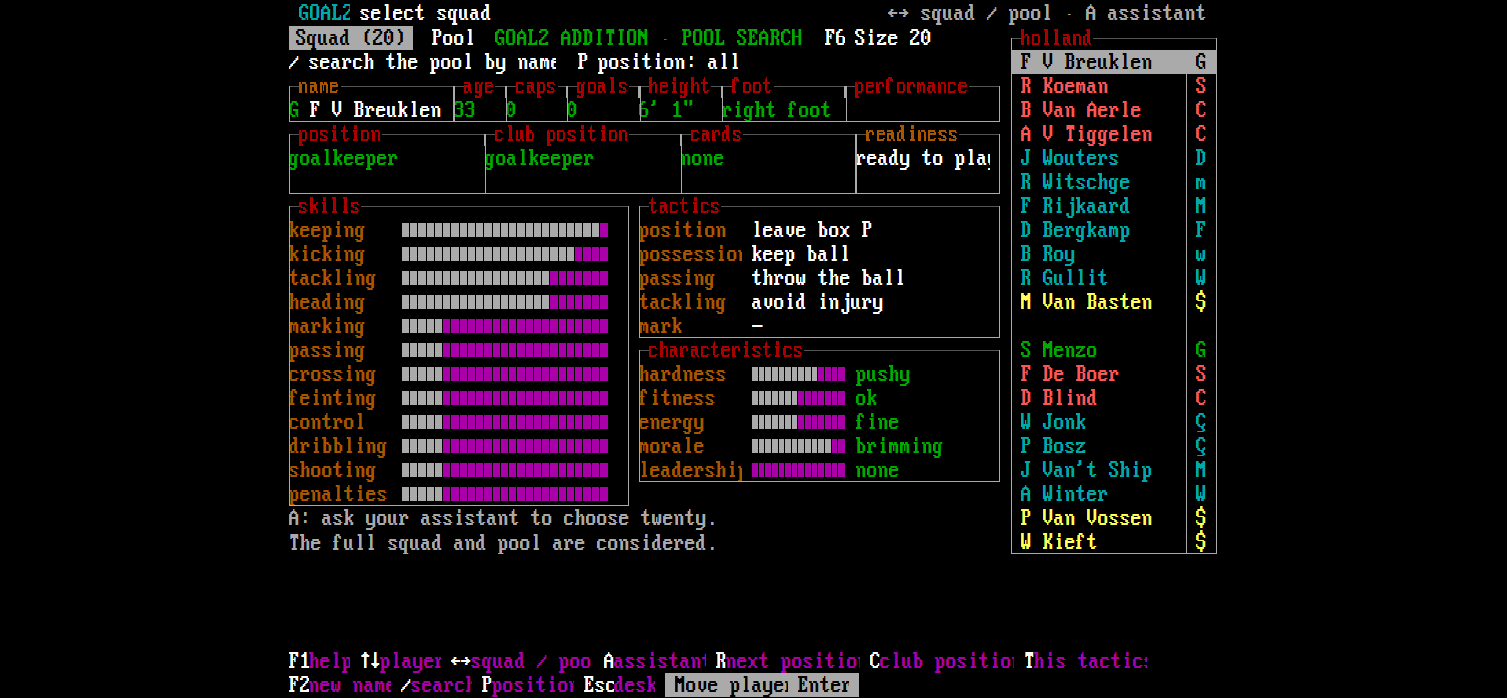 GOAL2 select squad ↔ squad / pool - A assistant
Squad (20) Pool GOAL2 ADDITION - POOL SEARCH F6 Size 20
/ search the pool by name P position: all
name age caps goals height foot performance
G F V Breuklen 33 0 0 6' 1" right foot
position club position cards readiness
goalkeeper goalkeeper none ready to play
skills
keeping
kicking
tackling
heading
marking
passing
crossing
feinting
control
dribbling
shooting
penalties
tactics
position leave box P
possession keep ball
passing throw the ball
tackling avoid injury
mark -
characteristics
hardness pushy
fitness ok
energy fine
morale brimming
leadership none
A: ask your assistant to choose twenty.
The full squad and pool are considered.
holland
F V Breuklen G
R Koeman S
B Van Aerle C
A V Tiggelen C
J Wouters D
R Witschge m
F Rijkaard M
D Bergkamp F
B Roy w
R Gullit W
M Van Basten $
S Menzo G
F De Boer S
D Blind C
W Jonk Ç
P Bosz Ç
J Van't Ship M
A Winter W
P Van Vossen $
W Kieft $
F1help ↑↓player ↔squad / poo Aassistant Rnext position Cclub position This tactics
F2new name /search Pposition Escdesk Move player Enter